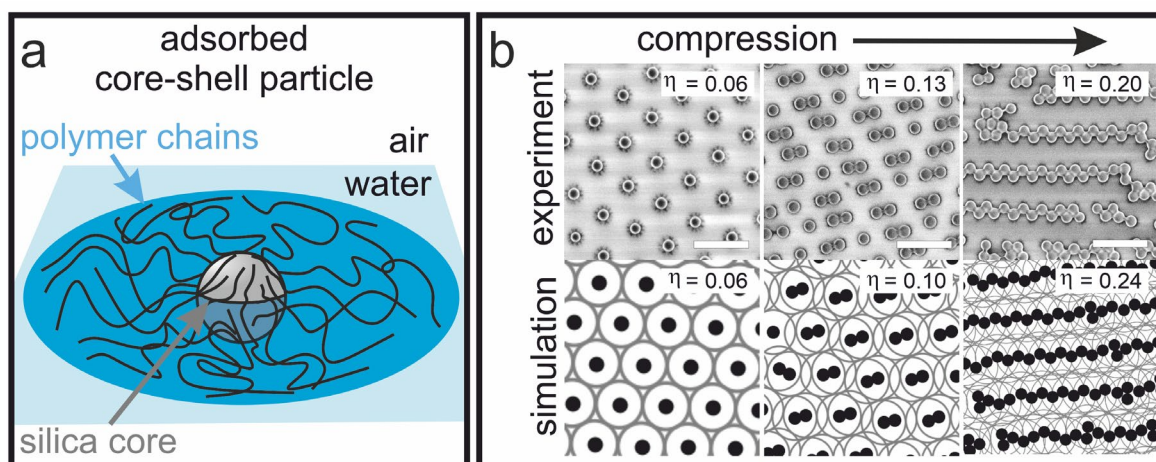 a
adsorbed
core-shell particle
polymer chains
air
water
silica core
b
compression
experiment
η = 0.06
η = 0.13
η = 0.20
simulation
η = 0.06
η = 0.10
η = 0.24